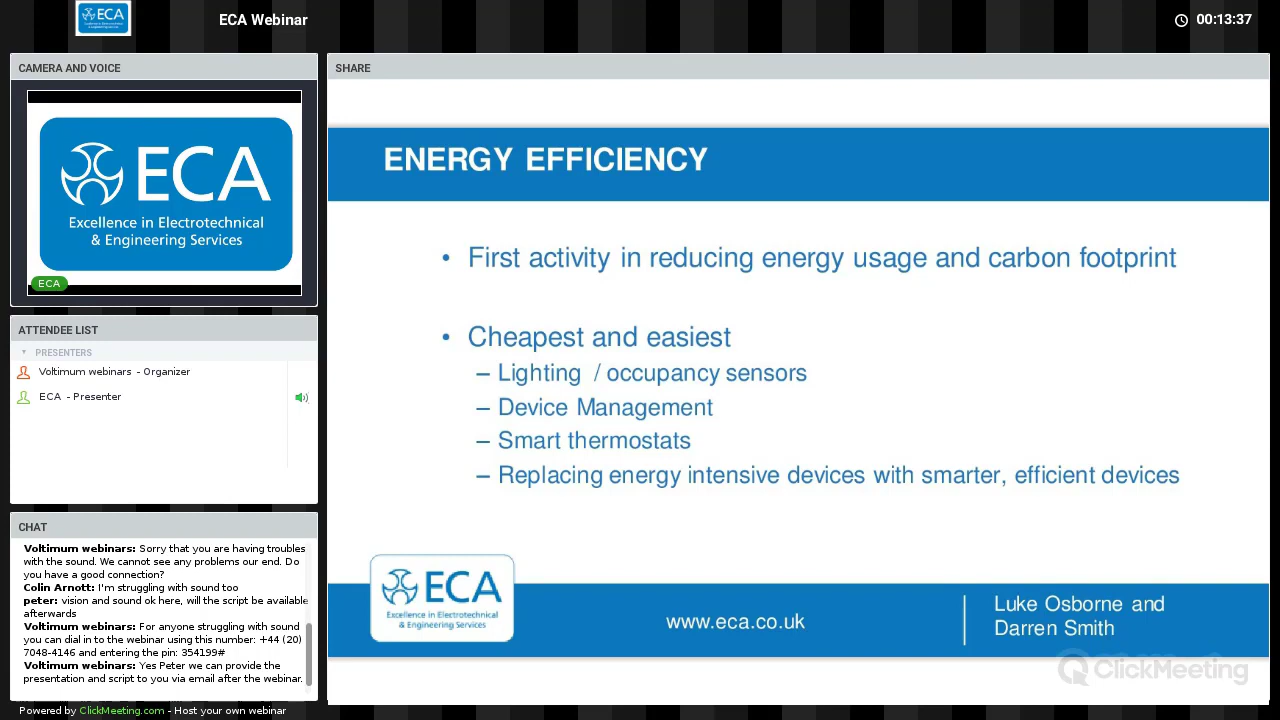 ECA
ECA Webinar
00:13:37
CAMERA AND VOICE
ECA
Excellence in Electrotechnical
& Engineering Services
ECA
ATTENDEE LIST
PRESENTERS
Voltimum webinars - Organizer
ECA - Presenter
CHAT
Voltimum webinars: Sorry that you are having troubles
with the sound. We cannot see any problems our end. Do
you have a good connection?
Colin Arnott: I'm struggling with sound too
peter: vision and sound ok here, will the script be available
afterwards
Voltimum webinars: For anyone struggling with sound
you can dial in to the webinar using this number: +44 (20)
7048-4146 and entering the pin: 354199#
Voltimum webinars: Yes Peter we can provide the
presentation and script to you via email after the webinar.
Powered by ClickMeeting.com - Host your own webinar
SHARE
ENERGY EFFICIENCY
• First activity in reducing energy usage and carbon footprint
• Cheapest and easiest
– Lighting / occupancy sensors
– Device Management
– Smart thermostats
– Replacing energy intensive devices with smarter, efficient devices
ECA
Excellence in Electrotechnical
& Engineering Services
www.eca.co.uk
Luke Osborne and
Darren Smith
ClickMeeting